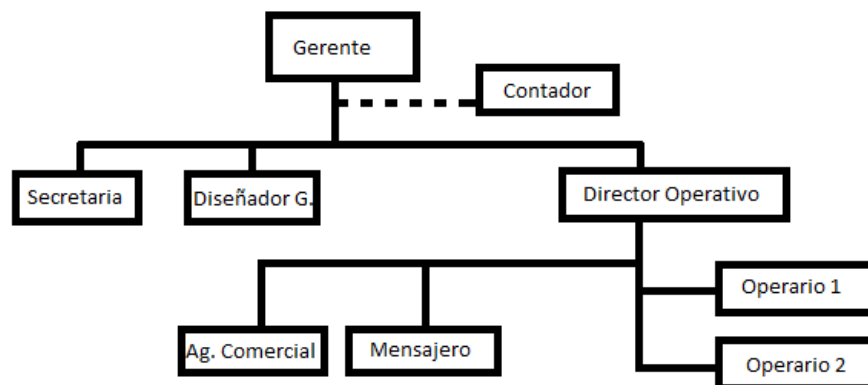 Gerente
Contador
Secretaria
Diseñador G.
Director Operativo
Operario 1
Ag. Comercial
Mensajero
Operario 2